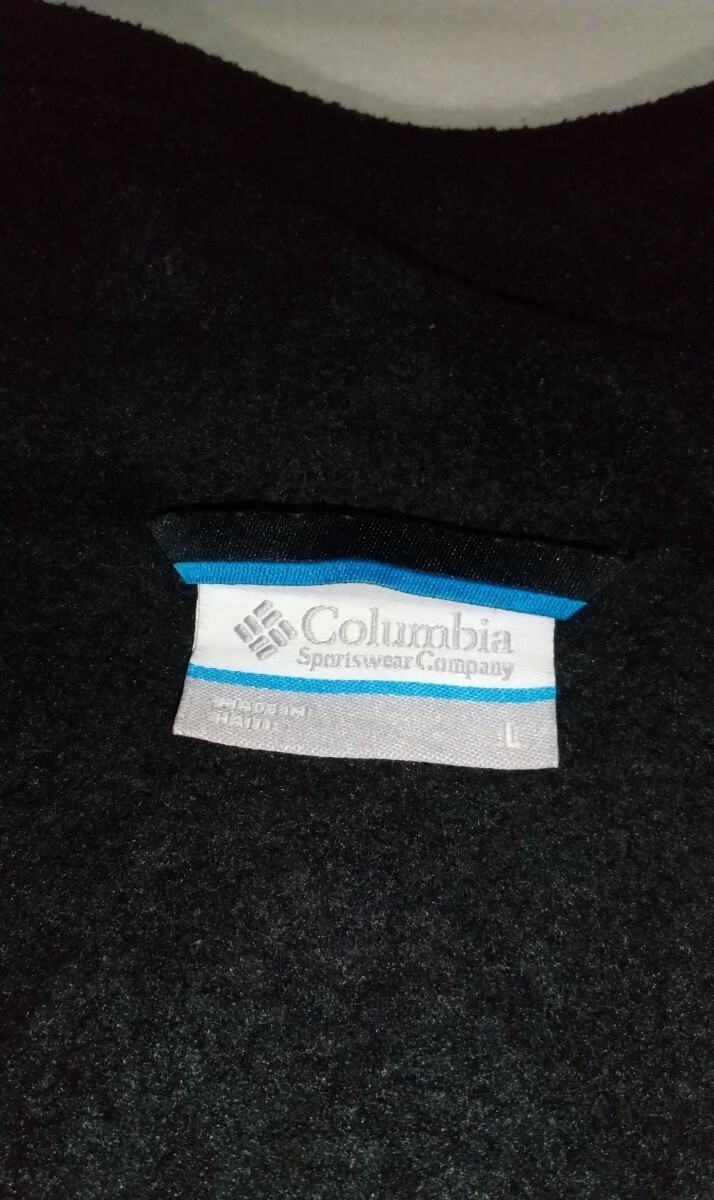 Columbia
Sportswear Company
MADE IN
HAITI
L